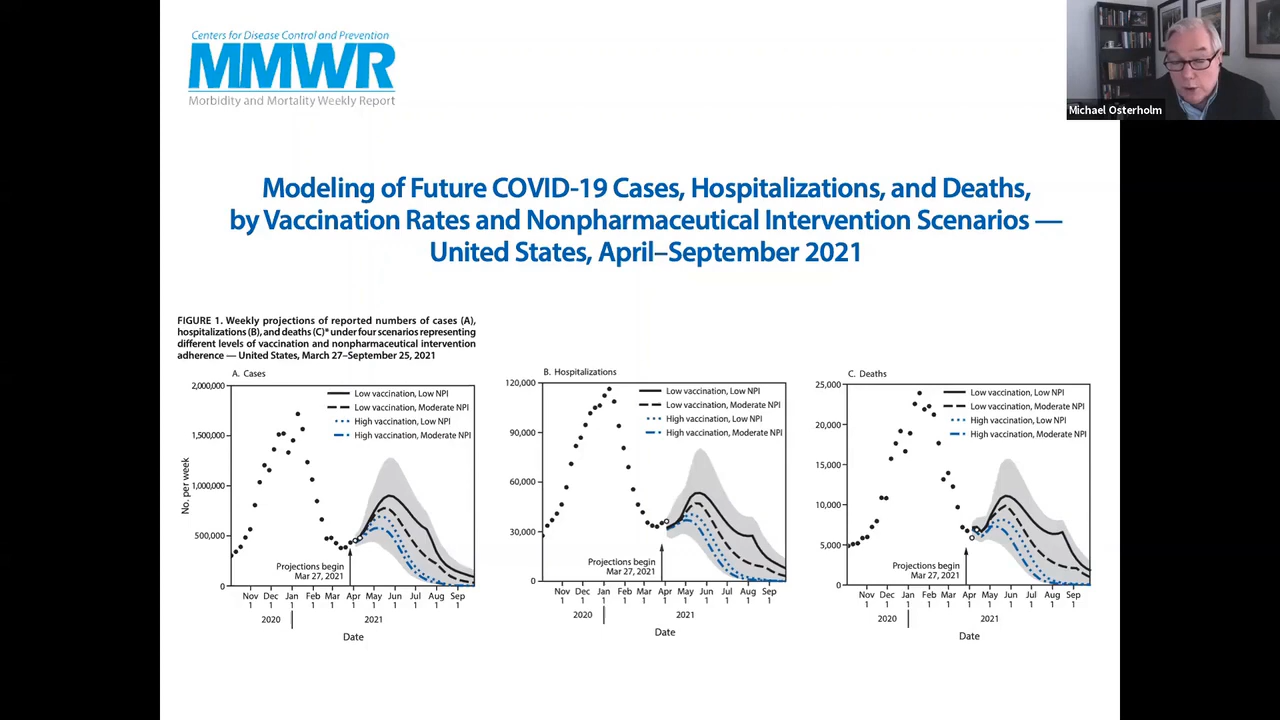 Centers for Disease Control and Prevention
MMWR
Morbidity and Mortality Weekly Report
Michael Osterholm
Modeling of Future COVID-19 Cases, Hospitalizations, and Deaths,
by Vaccination Rates and Nonpharmaceutical Intervention Scenarios —
United States, April–September 2021
FIGURE 1. Weekly projections of reported numbers of cases (A),
hospitalizations (B), and deaths (C)* under four scenarios representing
different levels of vaccination and nonpharmaceutical intervention
adherence — United States, March 27–September 25, 2021
A. Cases
No. per week
2,000,000
1,500,000
1,000,000
500,000
0
Low vaccination, Low NPI
Low vaccination, Moderate NPI
High vaccination, Low NPI
High vaccination, Moderate NPI
Projections begin
Mar 27, 2021
Nov Dec Jan Feb Mar Apr May Jun Jul Aug Sep
1 1 1 1 1 1 1 1 1 1 1
2020 2021
Date
B. Hospitalizations
120,000
90,000
60,000
30,000
0
Low vaccination, Low NPI
Low vaccination, Moderate NPI
High vaccination, Low NPI
High vaccination, Moderate NPI
Projections begin
Mar 27, 2021
Nov Dec Jan Feb Mar Apr May Jun Jul Aug Sep
1 1 1 1 1 1 1 1 1 1 1
2020 2021
Date
C. Deaths
25,000
20,000
15,000
10,000
5,000
0
Low vaccination, Low NPI
Low vaccination, Moderate NPI
High vaccination, Low NPI
High vaccination, Moderate NPI
Projections begin
Mar 27, 2021
Nov Dec Jan Feb Mar Apr May Jun Jul Aug Sep
1 1 1 1 1 1 1 1 1 1 1
2020 2021
Date